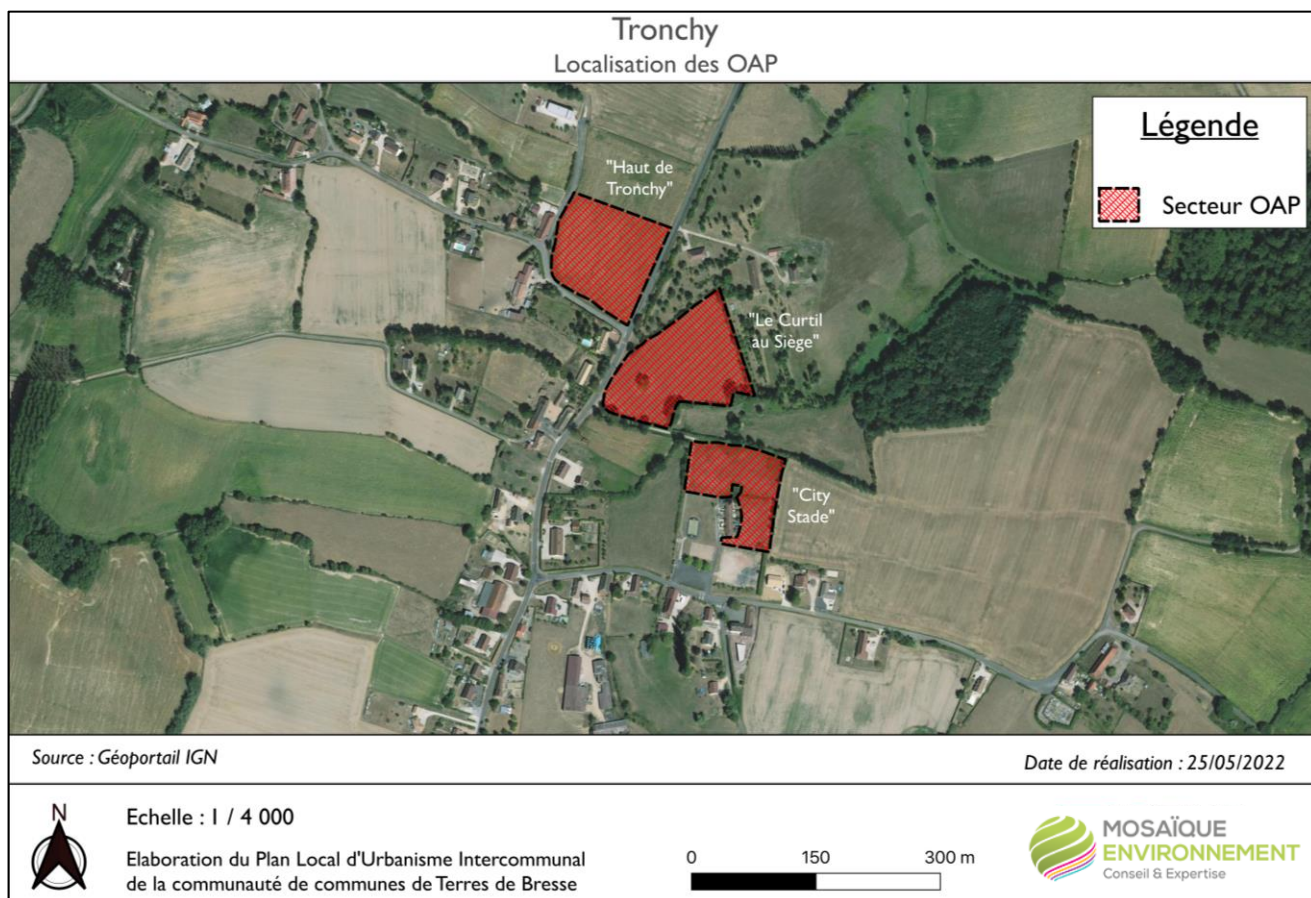 Tronchy
Localisation des OAP
Légende
Secteur OAP
"Haut de
Tronchy"
"Le Curtil
au Siège"
"City
Stade"
Source : Géoportail IGN
Date de réalisation : 25/05/2022
N
Echelle : 1 / 4 000
Elaboration du Plan Local d'Urbanisme Intercommunal
de la communauté de communes de Terres de Bresse
0 150 300 m
MOSAÏQUE
ENVIRONNEMENT
Conseil & Expertise